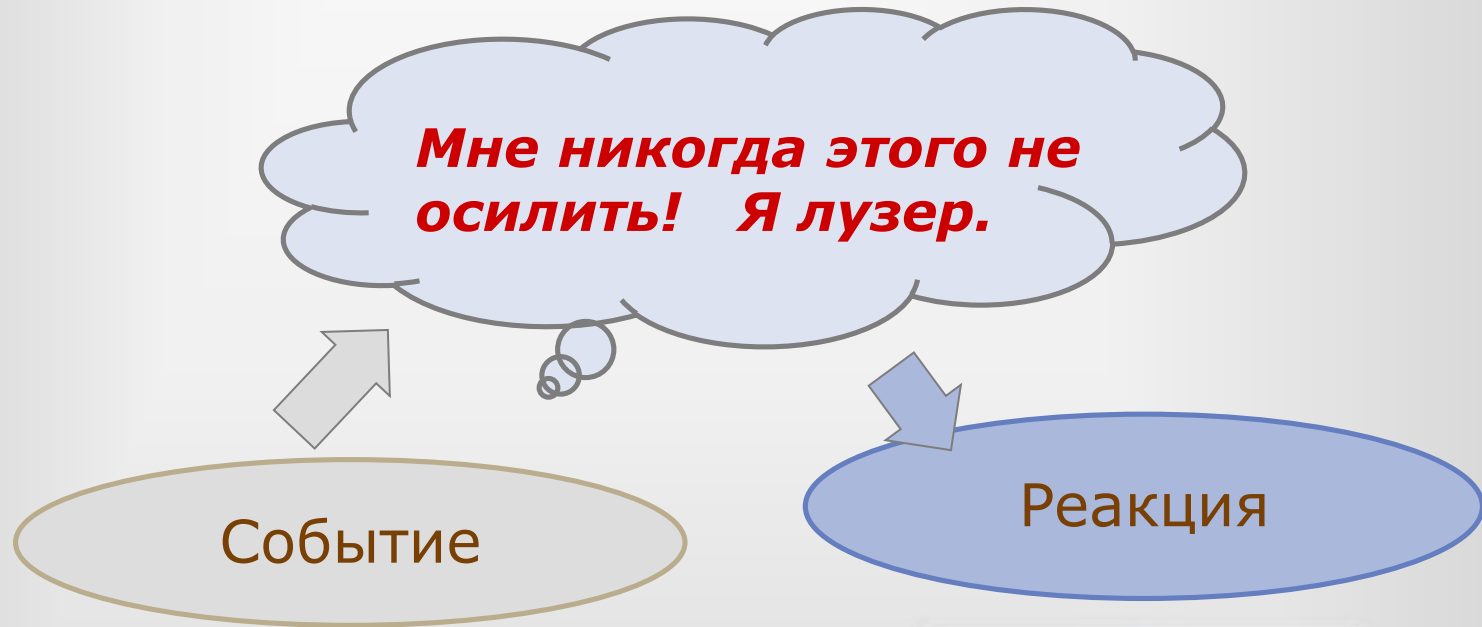 Мне никогда этого не
осилить!   Я лузер.
Реакция
Событие